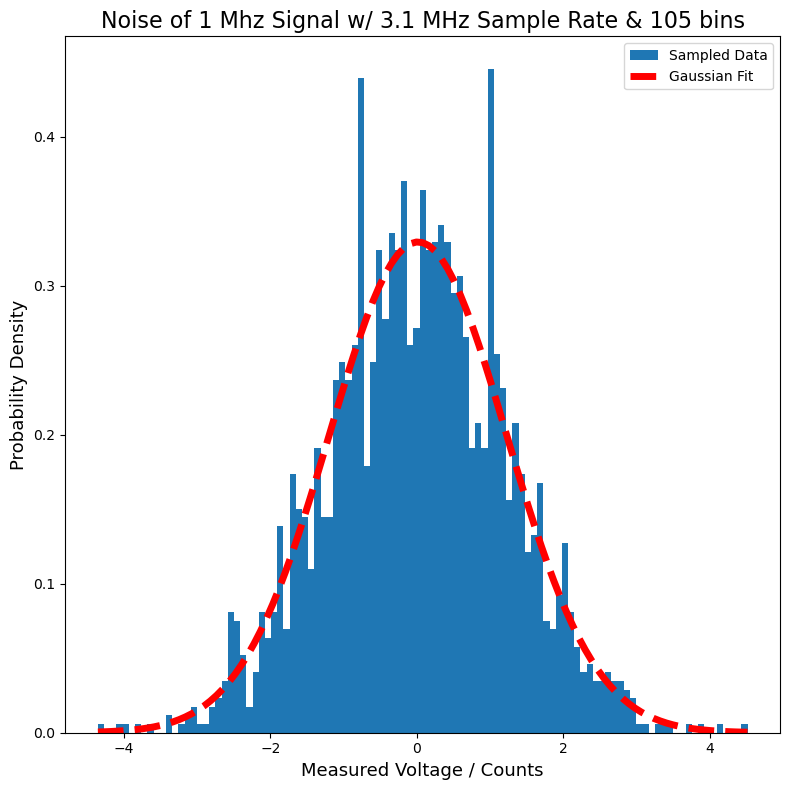 Noise of 1 Mhz Signal w/ 3.1 MHz Sample Rate & 105 bins
Sampled Data
Gaussian Fit
Probability Density
0.4
0.3
0.2
0.1
0.0
−4
−2
0
2
4
Measured Voltage / Counts